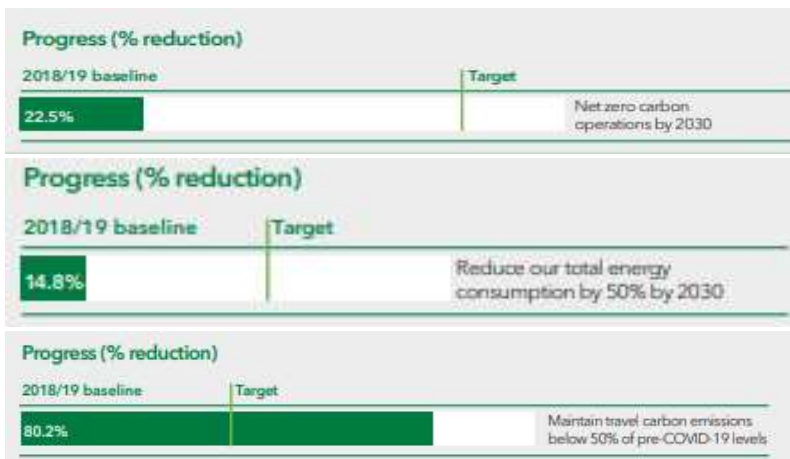 Progress (% reduction)
2018/19 baseline Target
22.5% Net zero carbon
operations by 2030
Progress (% reduction)
2018/19 baseline Target
14.8% Reduce our total energy
consumption by 50% by 2030
Progress (% reduction)
2018/19 baseline Target
80.2% Maintain travel carbon emissions
below 50% of pre-COVID-19 levels